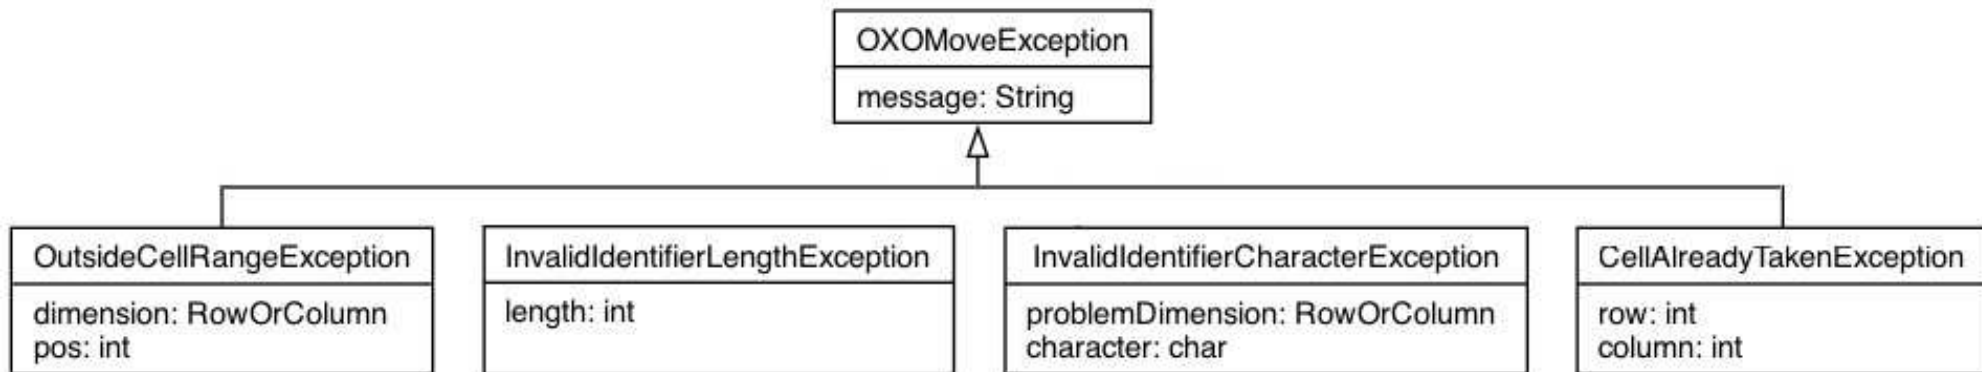 OXOMoveException
message: String
OutsideCellRangeException
dimension: RowOrColumn
pos: int
InvalidIdentifierLengthException
length: int
InvalidIdentifierCharacterException
problemDimension: RowOrColumn
character: char
CellAlreadyTakenException
row: int
column: int